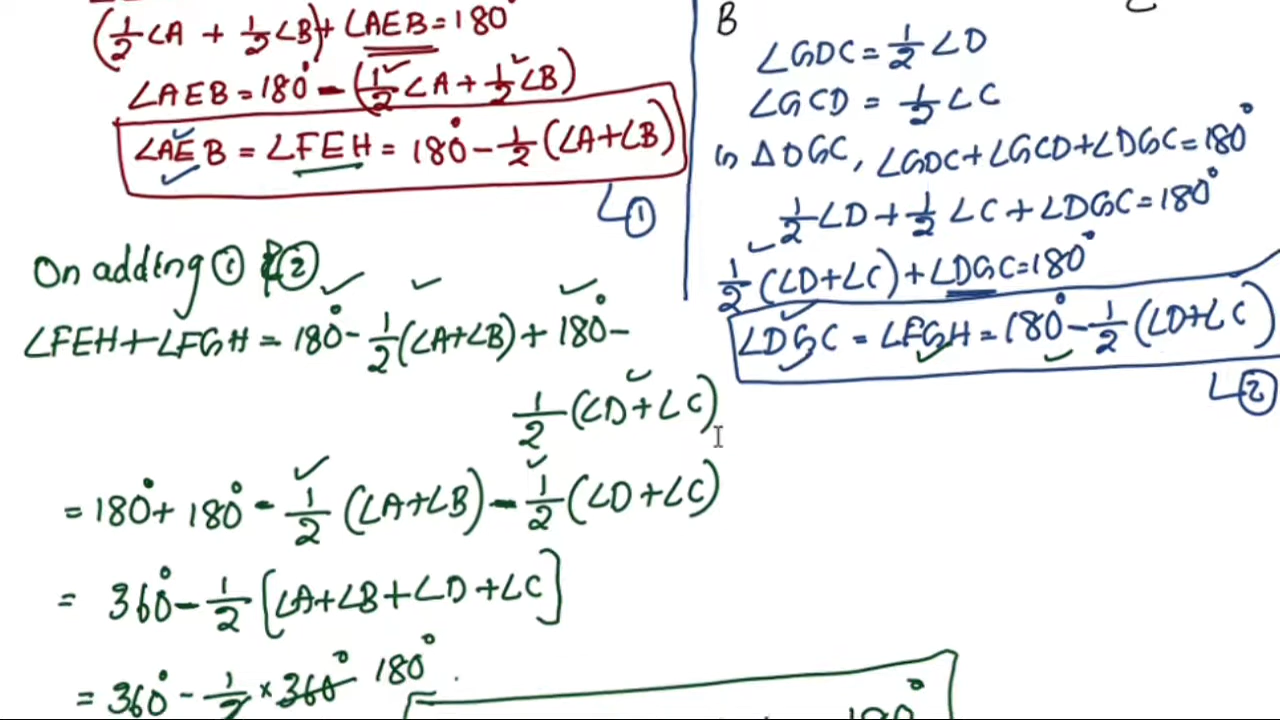 (1/2 ∠A + 1/2 ∠B) + ∠AEB = 180°
∠AEB = 180° - (1/2 ∠A + 1/2 ∠B)
∠AEB = ∠FEH = 180° - 1/2 (∠A+∠B)
①
On adding ① & ②
∠FEH + ∠FGH = 180° - 1/2 (∠A+∠B) + 180° -
1/2 (∠D+∠C)
= 180° + 180° - 1/2 (∠A+∠B) - 1/2 (∠D+∠C)
= 360° - 1/2 [∠A+∠B+∠D+∠C]
= 360° - 1/2 × 360° 180°
B
∠GDC = 1/2 ∠D
∠GCD = 1/2 ∠C
In △DGC, ∠GDC+∠GCD+∠DGC=180°
1/2 ∠D + 1/2 ∠C + ∠DGC = 180°
1/2 (∠D+∠C) + ∠DGC = 180°
∠DGC = ∠FGH = 180° - 1/2 (∠D+∠C)
②